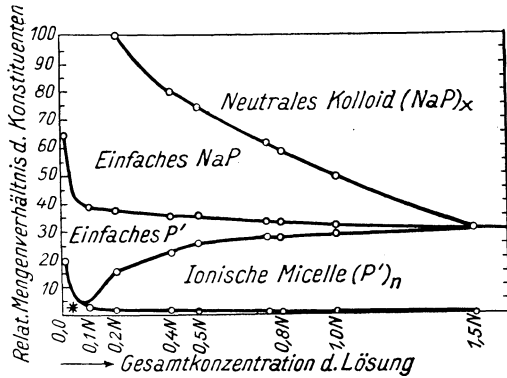 Relat. Mengenverhältnis d. Konstituenten
100
90
80
70
60
50
40
30
20
10
0
Neutrales Kolloid (NaP)x
Einfaches NaP
Einfaches P'
Ionische Micelle (P')n
*
0,0
0,1N
0,2N
0,4N
0,5N
0,8N
1,0N
1,5N
Gesamtkonzentration d. Lösung